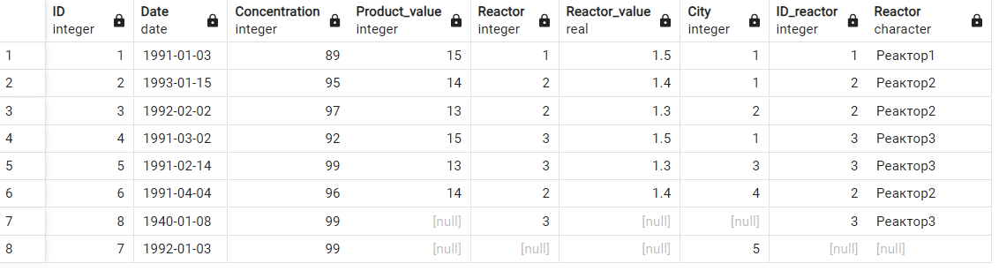 ID Date Concentration Product_value Reactor Reactor_value City ID_reactor Reactor
integer date integer integer integer real integer integer character
1 1 1991-01-03 89 15 1 1.5 1 1 Реактор1
2 2 1993-01-15 95 14 2 1.4 1 2 Реактор2
3 3 1992-02-02 97 13 2 1.3 2 2 Реактор2
4 4 1991-03-02 92 15 3 1.5 1 3 Реактор3
5 5 1991-02-14 99 13 3 1.3 3 3 Реактор3
6 6 1991-04-04 96 14 2 1.4 4 2 Реактор2
7 8 1940-01-08 99 [null] 3 [null] [null] 3 Реактор3
8 7 1992-01-03 99 [null] [null] [null] 5 [null] [null]